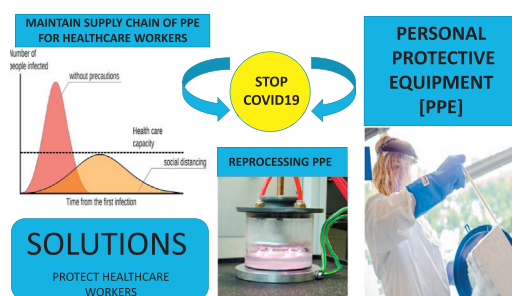 MAINTAIN SUPPLY CHAIN OF PPE
FOR HEALTHCARE WORKERS
Number of
people infected
without precautions
Health care
capacity
social distancing
Time from the first infection
STOP
COVID19
REPROCESSING PPE
PERSONAL
PROTECTIVE
EQUIPMENT
[PPE]
SOLUTIONS
PROTECT HEALTHCARE
WORKERS